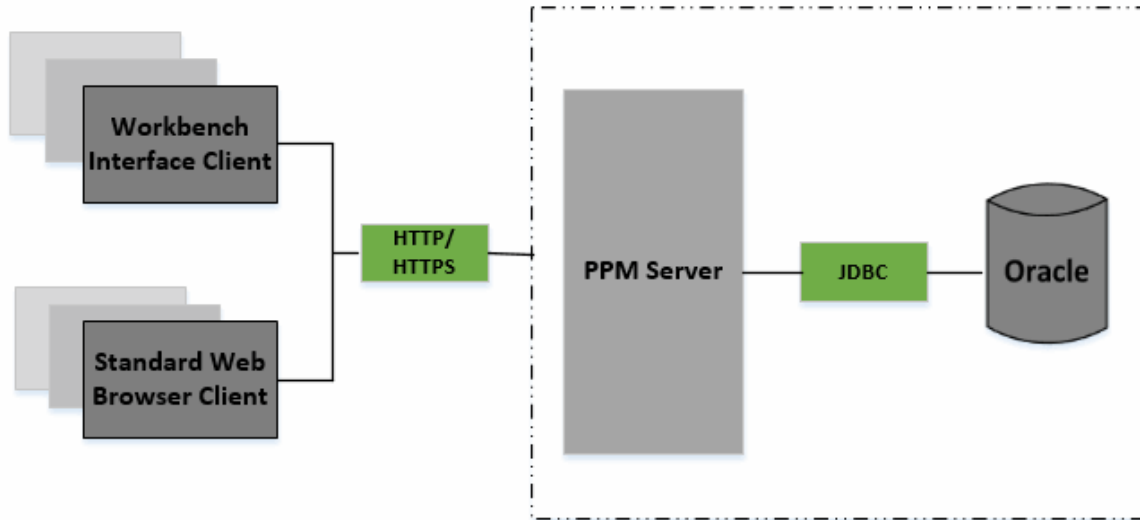 Workbench
Interface Client
HTTP/
HTTPS
Standard Web
Browser Client
PPM Server
JDBC
Oracle